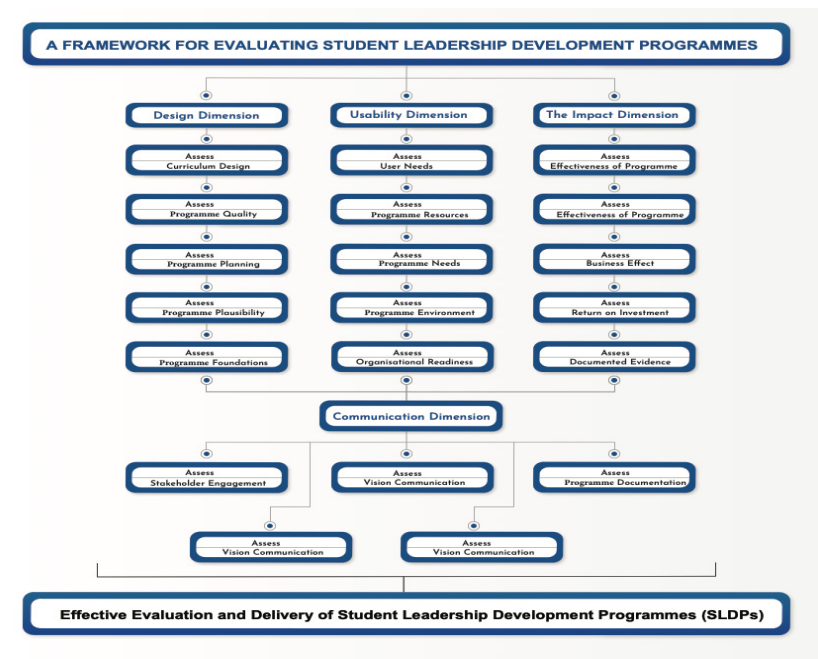 A FRAMEWORK FOR EVALUATING STUDENT LEADERSHIP DEVELOPMENT PROGRAMMES
Design Dimension
Usability Dimension
The Impact Dimension
Assess
Curriculum Design
Assess
User Needs
Assess
Effectiveness of Programme
Assess
Programme Quality
Assess
Programme Resources
Assess
Effectiveness of Programme
Assess
Programme Planning
Assess
Programme Needs
Assess
Business Effect
Assess
Programme Plausibility
Assess
Programme Environment
Assess
Return on Investment
Assess
Programme Foundations
Assess
Organisational Readiness
Assess
Documented Evidence
Communication Dimension
Assess
Stakeholder Engagement
Assess
Vision Communication
Assess
Programme Documentation
Assess
Vision Communication
Assess
Vision Communication
Effective Evaluation and Delivery of Student Leadership Development Programmes (SLDPs)